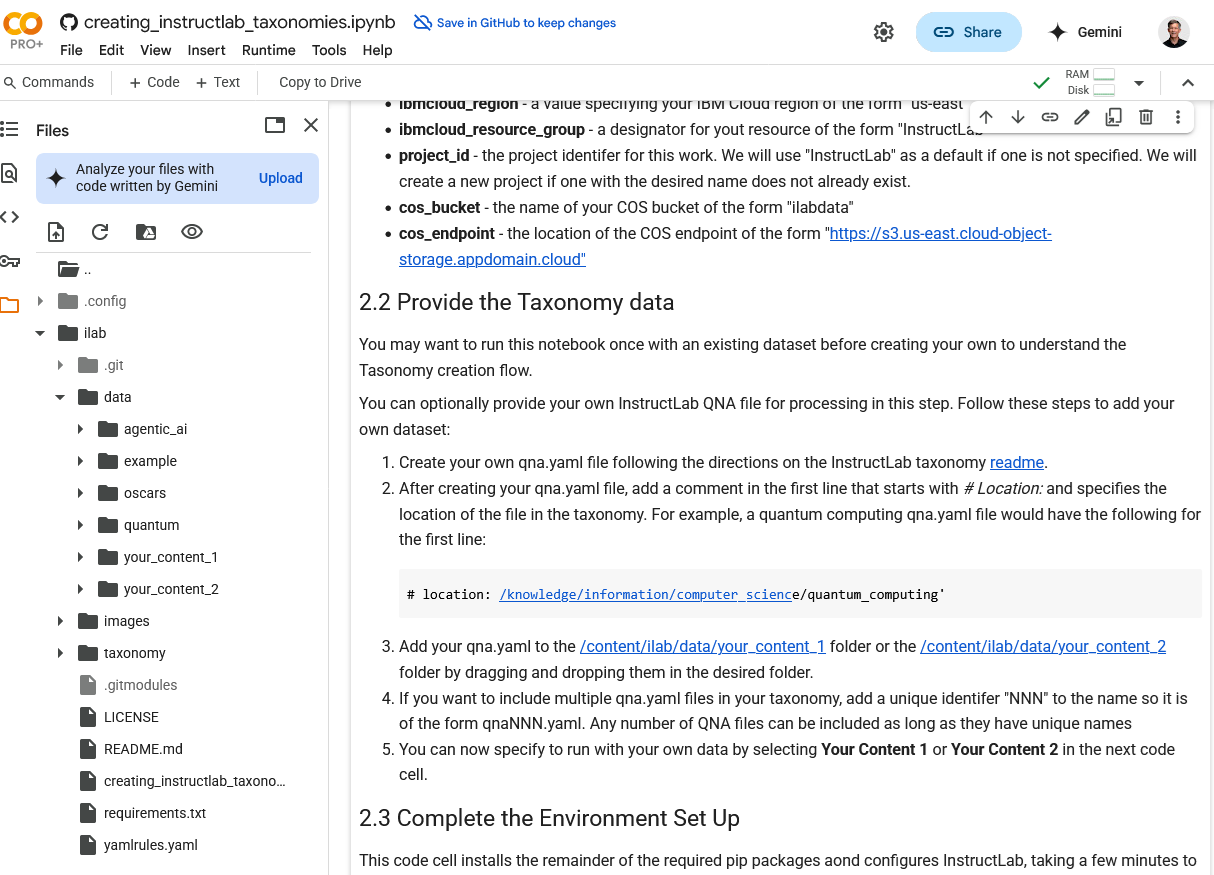 CO
PRO+
creating_instructlab_taxonomies.ipynb
Save in GitHub to keep changes
File Edit View Insert Runtime Tools Help
Share
Gemini
Commands
+ Code + Text
Copy to Drive
RAM
Disk
Files
Analyze your files with
code written by Gemini
Upload
..
.config
ilab
.git
data
agentic_ai
example
oscars
quantum
your_content_1
your_content_2
images
taxonomy
.gitmodules
LICENSE
README.md
creating_instructlab_taxono...
requirements.txt
yamlrules.yaml
• ibmcloud_region - a value specifying your IBM Cloud region of the form "us-east
• ibmcloud_resource_group - a designator for yout resource of the form "InstructLab"
• project_id - the project identifer for this work. We will use "InstructLab" as a default if one is not specified. We will
create a new project if one with the desired name does not already exist.
• cos_bucket - the name of your COS bucket of the form "ilabdata"
• cos_endpoint - the location of the COS endpoint of the form "https://s3.us-east.cloud-object-
storage.appdomain.cloud"
2.2 Provide the Taxonomy data
You may want to run this notebook once with an existing dataset before creating your own to understand the
Tasonomy creation flow.
You can optionally provide your own InstructLab QNA file for processing in this step. Follow these steps to add your
own dataset:
1. Create your own qna.yaml file following the directions on the InstructLab taxonomy readme.
2. After creating your qna.yaml file, add a comment in the first line that starts with # Location: and specifies the
location of the file in the taxonomy. For example, a quantum computing qna.yaml file would have the following for
the first line:
# location: /knowledge/information/computer_science/quantum_computing'
3. Add your qna.yaml to the /content/ilab/data/your_content_1 folder or the /content/ilab/data/your_content_2
folder by dragging and dropping them in the desired folder.
4. If you want to include multiple qna.yaml files in your taxonomy, add a unique identifer "NNN" to the name so it is
of the form qnaNNN.yaml. Any number of QNA files can be included as long as they have unique names
5. You can now specify to run with your own data by selecting Your Content 1 or Your Content 2 in the next code
cell.
2.3 Complete the Environment Set Up
This code cell installs the remainder of the required pip packages aond configures InstructLab, taking a few minutes to